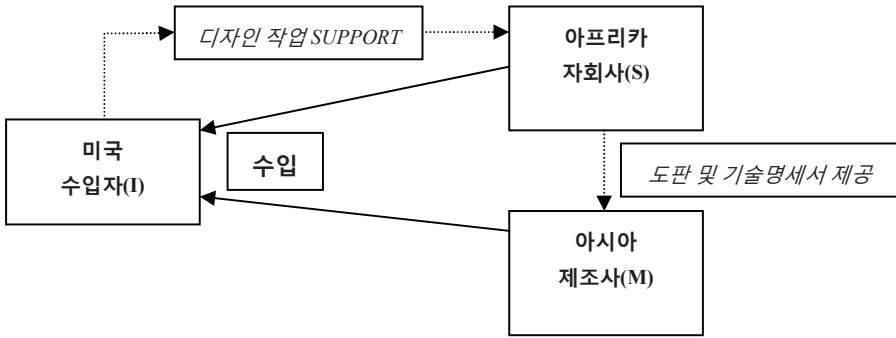 디자인 작업 SUPPORT
아프리카
자회사(S)
미국
수입자(I)
수입
도판 및 기술명세서 제공
아시아
제조사(M)